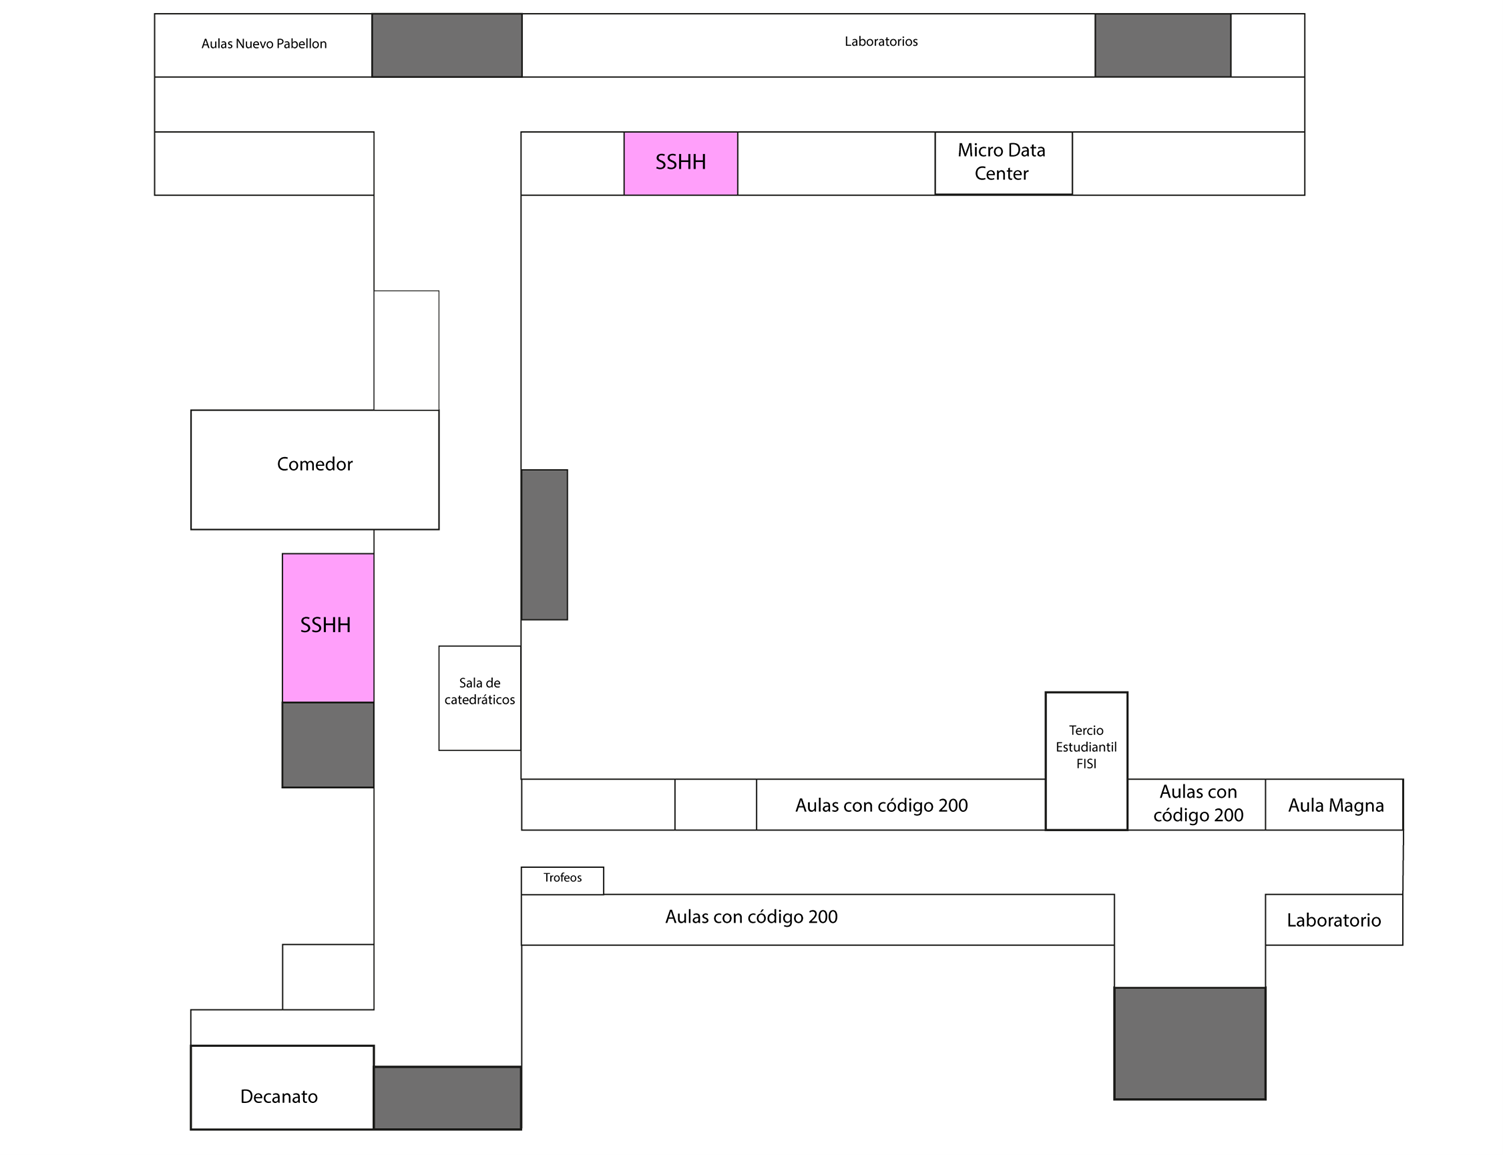 Aulas Nuevo Pabellon
Laboratorios
SSHH
Micro Data
Center
Comedor
SSHH
Sala de
catedráticos
Tercio
Estudiantil
FISI
Aulas con código 200
Aulas con
código 200
Aula Magna
Trofeos
Aulas con código 200
Laboratorio
Decanato